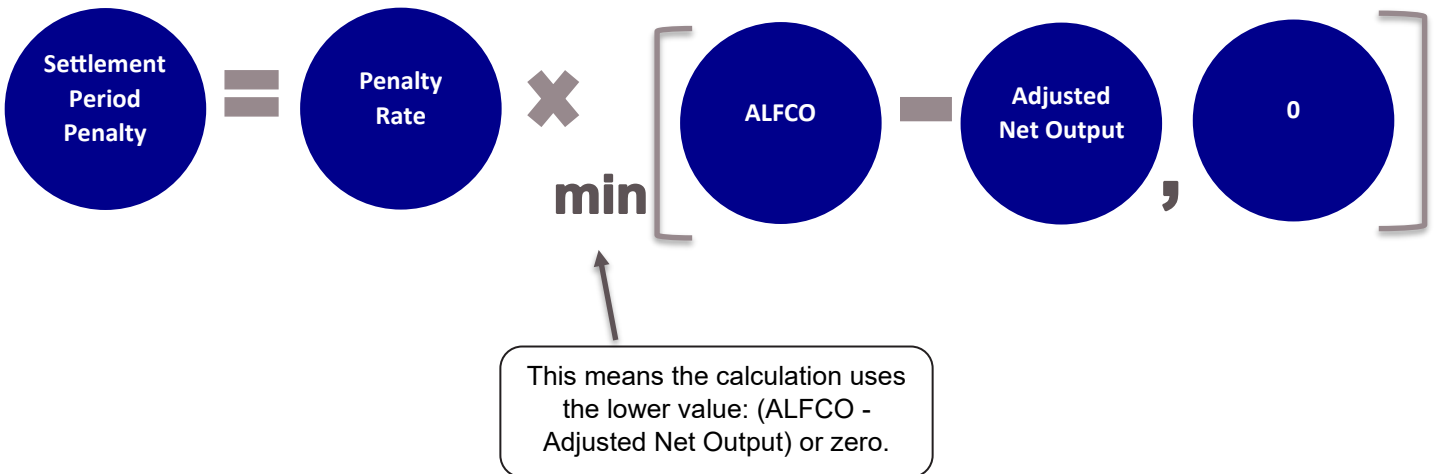 Settlement
Period
Penalty
=
Penalty
Rate
×
min
[
ALFCO
-
Adjusted
Net Output
,
0
]
This means the calculation uses
the lower value: (ALFCO -
Adjusted Net Output) or zero.